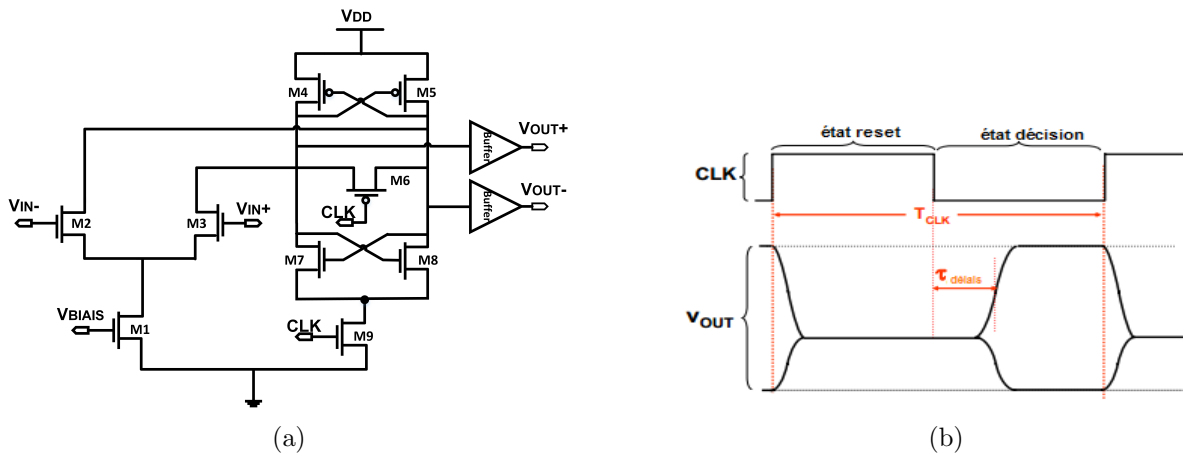 VDD
M4
M5
Buffer
VOUT+
M6
CLK
Buffer
VOUT-
VIN-
M2
M3
VIN+
M7
M8
VBIAIS
M1
CLK
M9
(a)
état reset
état décision
CLK
TCLK
τ délais
VOUT
(b)